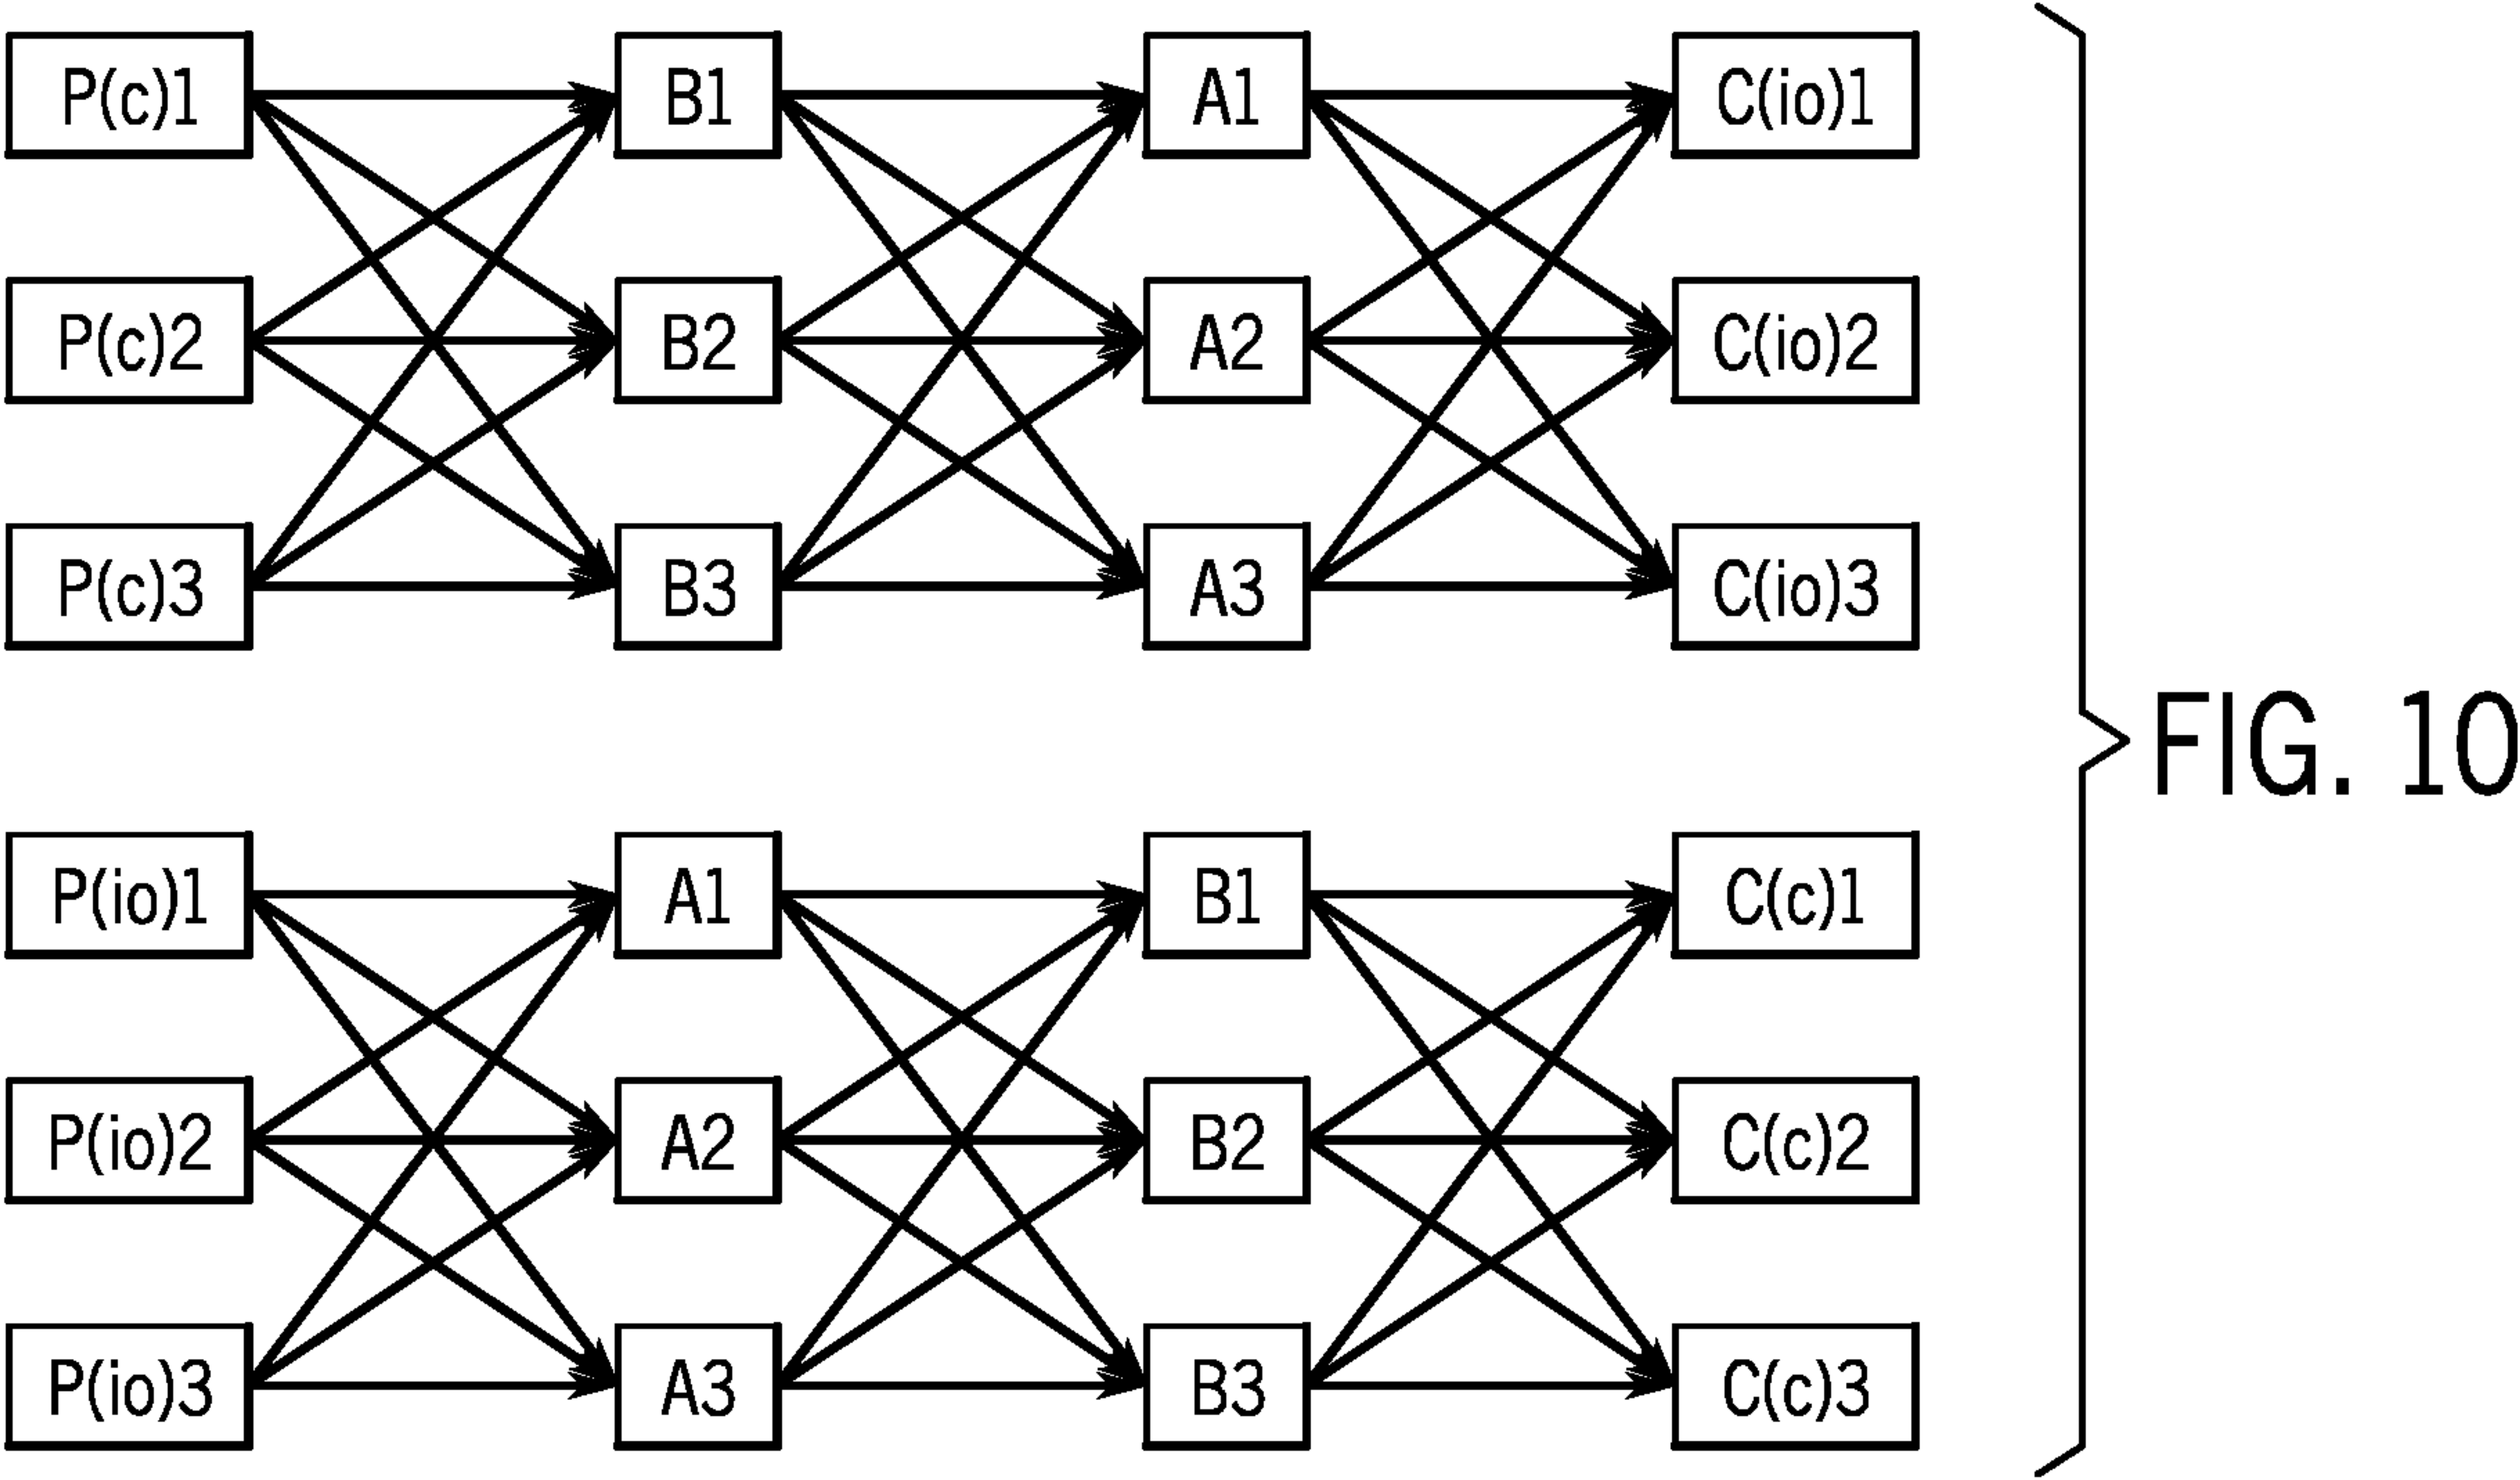 P(c)1 B1 A1 C(io)1
P(c)2 B2 A2 C(io)2
P(c)3 B3 A3 C(io)3
FIG. 10
P(io)1 A1 B1 C(c)1
P(io)2 A2 B2 C(c)2
P(io)3 A3 B3 C(c)3